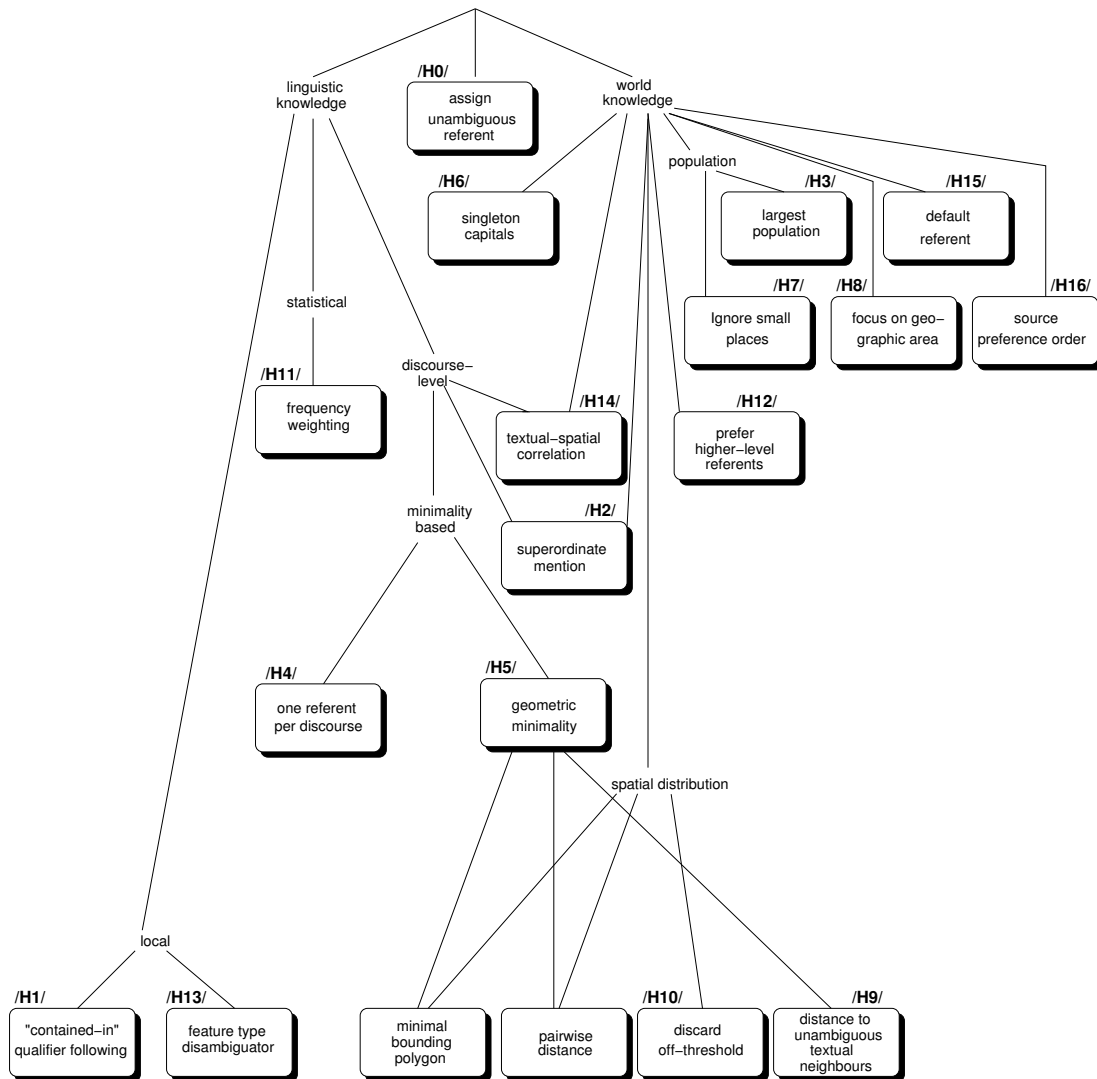 /H0/
linguistic
knowledge
assign
unambiguous
referent
world
knowledge
/H6/
singleton
capitals
population
/H3/
largest
population
/H15/
default
referent
/H7/
Ignore small
places
/H8/
focus on geo-
graphic area
/H16/
source
preference order
statistical
/H11/
frequency
weighting
discourse-
level
/H14/
textual-spatial
correlation
/H12/
prefer
higher-level
referents
minimality
based
/H2/
superordinate
mention
/H4/
one referent
per discourse
/H5/
geometric
minimality
spatial distribution
local
/H1/
"contained-in"
qualifier following
/H13/
feature type
disambiguator
minimal
bounding
polygon
pairwise
distance
/H10/
discard
off-threshold
/H9/
distance to
unambiguous
textual
neighbours